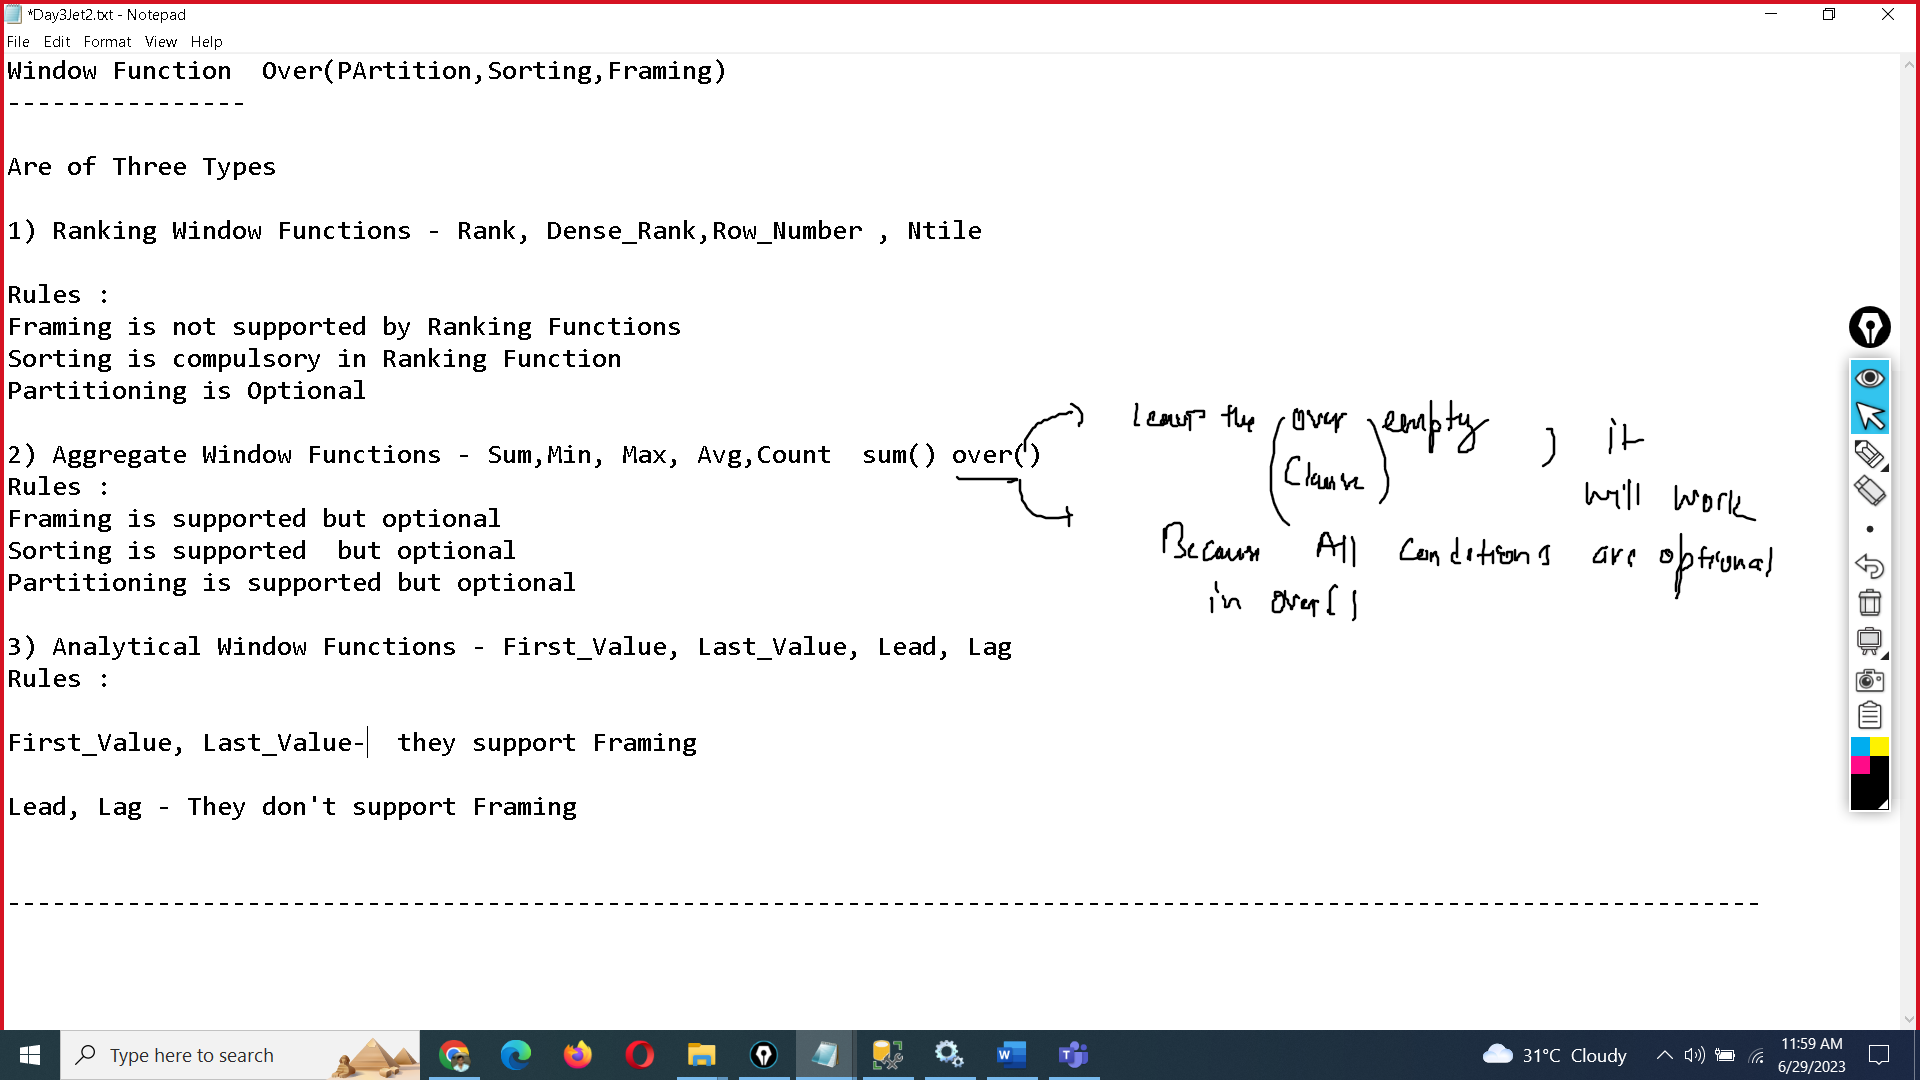 *Day3Jet2.txt - Notepad
File Edit Format View Help
Window Function  Over(PArtition,Sorting,Framing)
----------------
Are of Three Types
1) Ranking Window Functions - Rank, Dense_Rank,Row_Number , Ntile
Rules :
Framing is not supported by Ranking Functions
Sorting is compulsory in Ranking Function
Partitioning is Optional
2) Aggregate Window Functions - Sum,Min, Max, Avg,Count  sum() over()
Rules :
Framing is supported but optional
Sorting is supported  but optional
Partitioning is supported but optional
the (over Clause) empty , it
will work
Because All conditions are optional
in over()
3) Analytical Window Functions - First_Value, Last_Value, Lead, Lag
Rules :
First_Value, Last_Value-  they support Framing
Lead, Lag - They don't support Framing
---------------------------------------------------------------------------------------------------------------------
Type here to search
31°C Cloudy
11:59 AM
6/29/2023